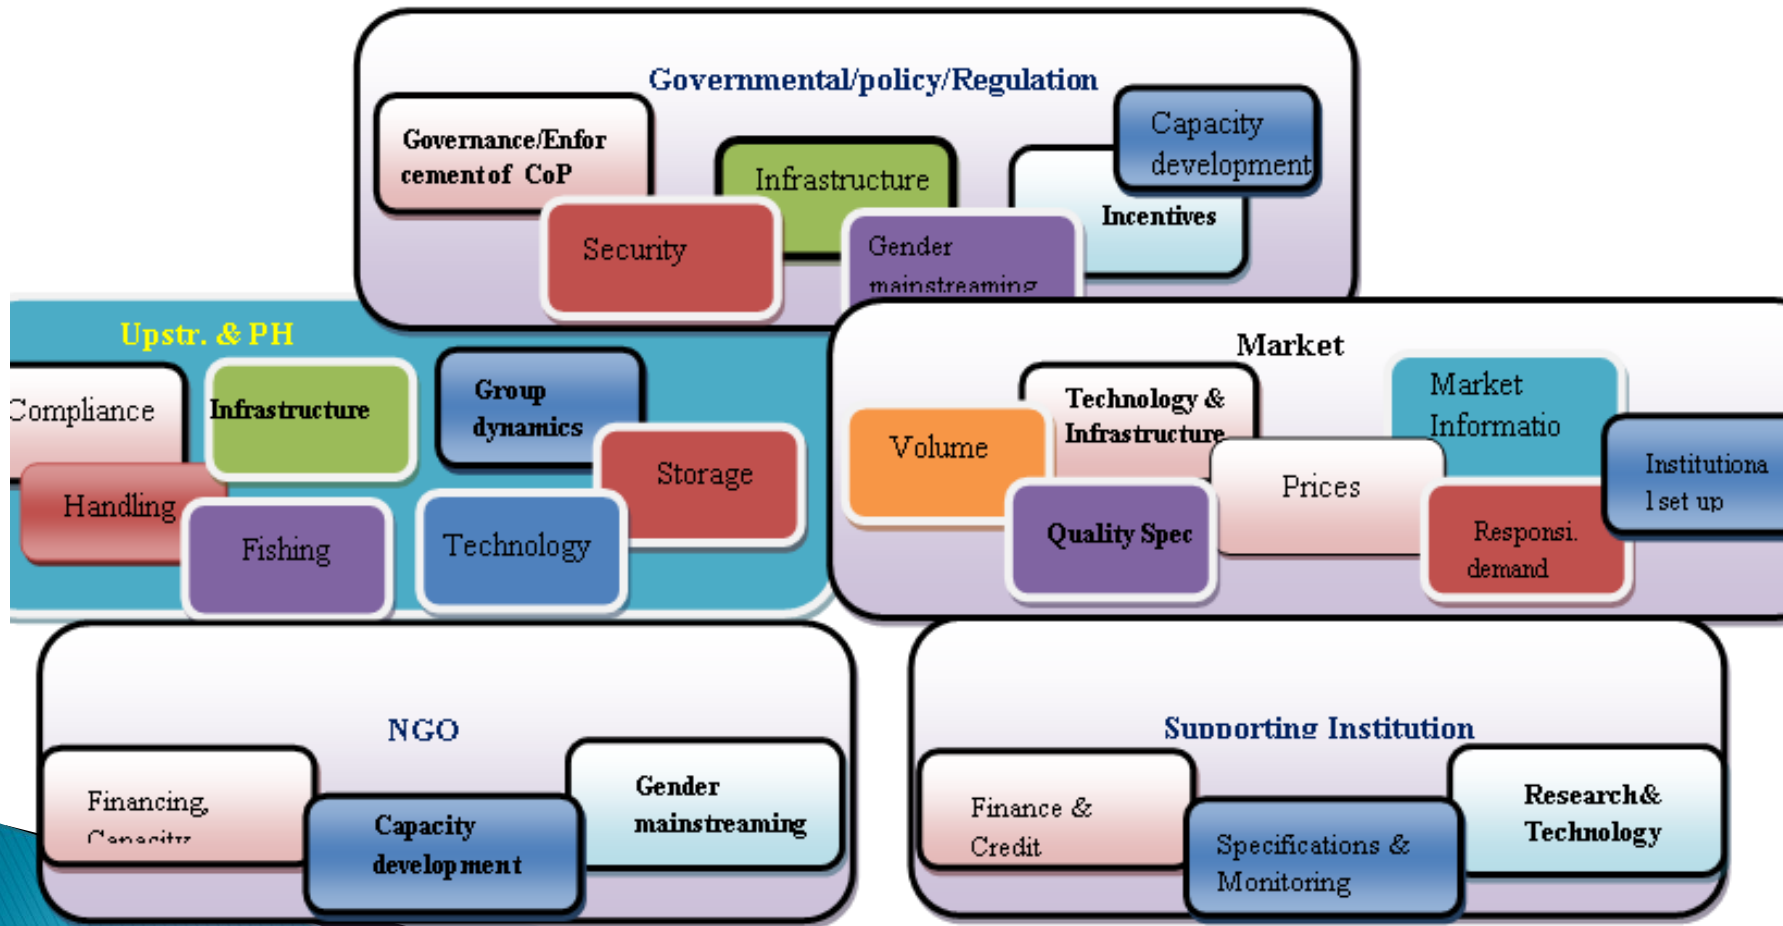 Governmental/policy/Regulation
Governance/Enfor
cement of CoP
Security
Infrastructure
Gender
mainstreaming
Incentives
Capacity
development
Upstr. & PH
Compliance
Handling
Infrastructure
Fishing
Group
dynamics
Technology
Storage
Market
Volume
Technology &
Infrastructure
Quality Spec
Prices
Market
Informatio
Responsi.
demand
Institutiona
l set up
NGO
Financing,
Capacity
Capacity
development
Gender
mainstreaming
Supporting Institution
Finance &
Credit
Specifications &
Monitoring
Research&
Technology